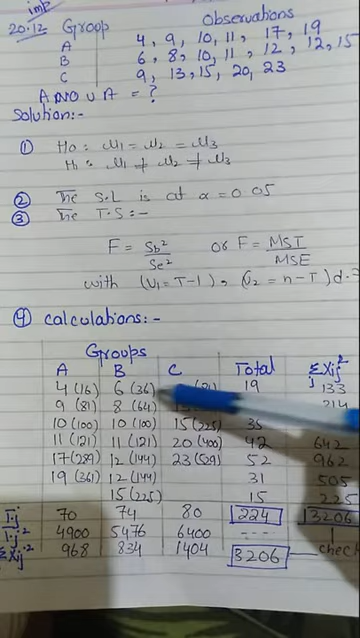 imp
20.12 Group Observations
A 4, 9, 10, 11, 17, 19
B 6, 8, 10, 11, 12, 12, 15
C 9, 13, 15, 20, 23
ANOVA = ?
Solution:-
① H₀: μ₁ = μ₂ = μ₃
H₁: μ₁ ≠ μ₂ ≠ μ₃
② The S.L is at α = 0.05
③ The T.S:-
F = Sb²/Se² or F = MST/MSE
with (υ₁ = T-1), (υ₂ = n-T) d.
④ Calculations:-
Groups
A B C Total ΣXij²
4 (16) 6 (36) 19 133
9 (81) 8 (64) 214
10 (100) 10 (100) 15 (225) 35
11 (121) 11 (121) 20 (400) 42 642
17 (289) 12 (144) 23 (529) 52 962
19 (361) 12 (144) 31 505
15 (225) 15 225
T.j 70 74 80 224 3206
T.j² 4900 5476 6400 ---
ΣXij² 968 834 1404 3206 check